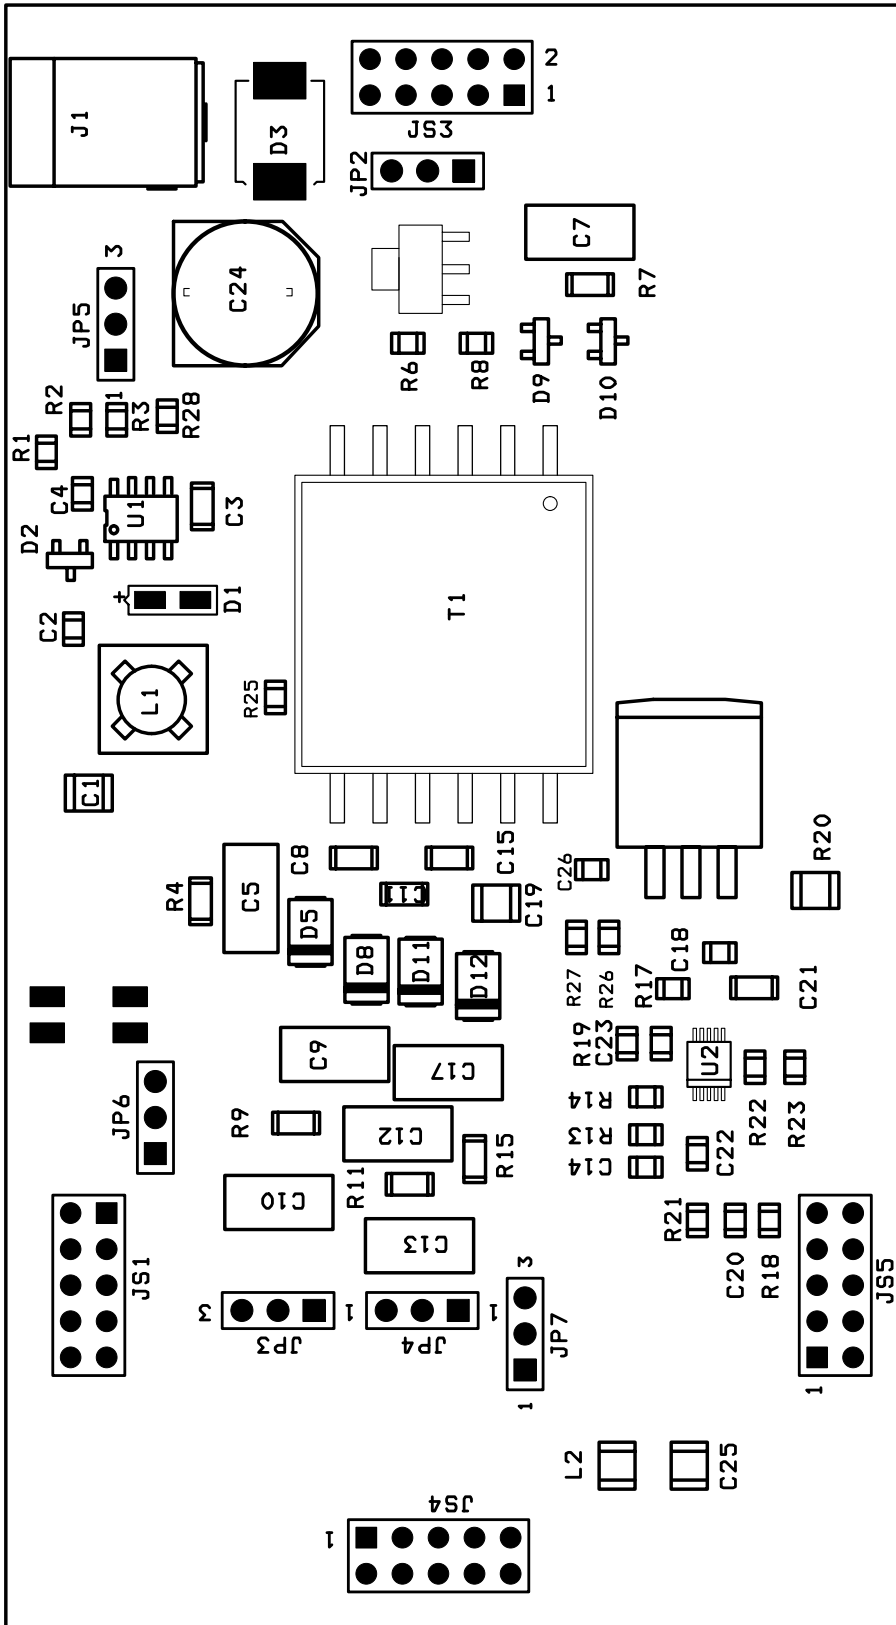 2
J1
D3
1
JS3
JP2
C7
3
C24
R7
JP5
R6
R8
D9
D10
R2
1
R3
R28
R1
C4
U1
C3
D2
+
D1
C2
T1
R25
L1
C1
R20
C8
C15
C26
R4
C5
C11
C19
D5
D8
D11
D12
R27
R26
R17
C18
C21
R19
C23
U2
C9
C17
R22
R23
R14
JP6
R9
C12
R13
C14
C22
R15
R11
C10
R21
C20
R18
C13
JS1
JS5
3
3
1
1
JP3
JP4
JP7
1
1
L2
C25
JS4
1